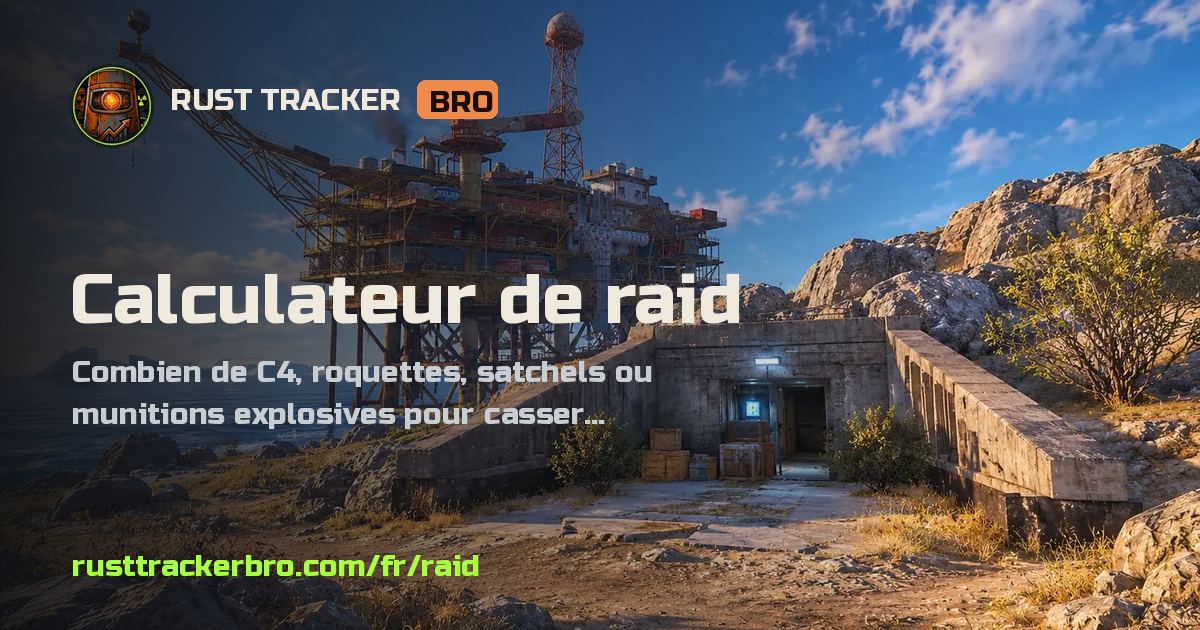 RUST TRACKER BRO
Calculateur de raid
Combien de C4, roquettes, satchels ou
munitions explosives pour casser...
rusttrackerbro.com/fr/raid